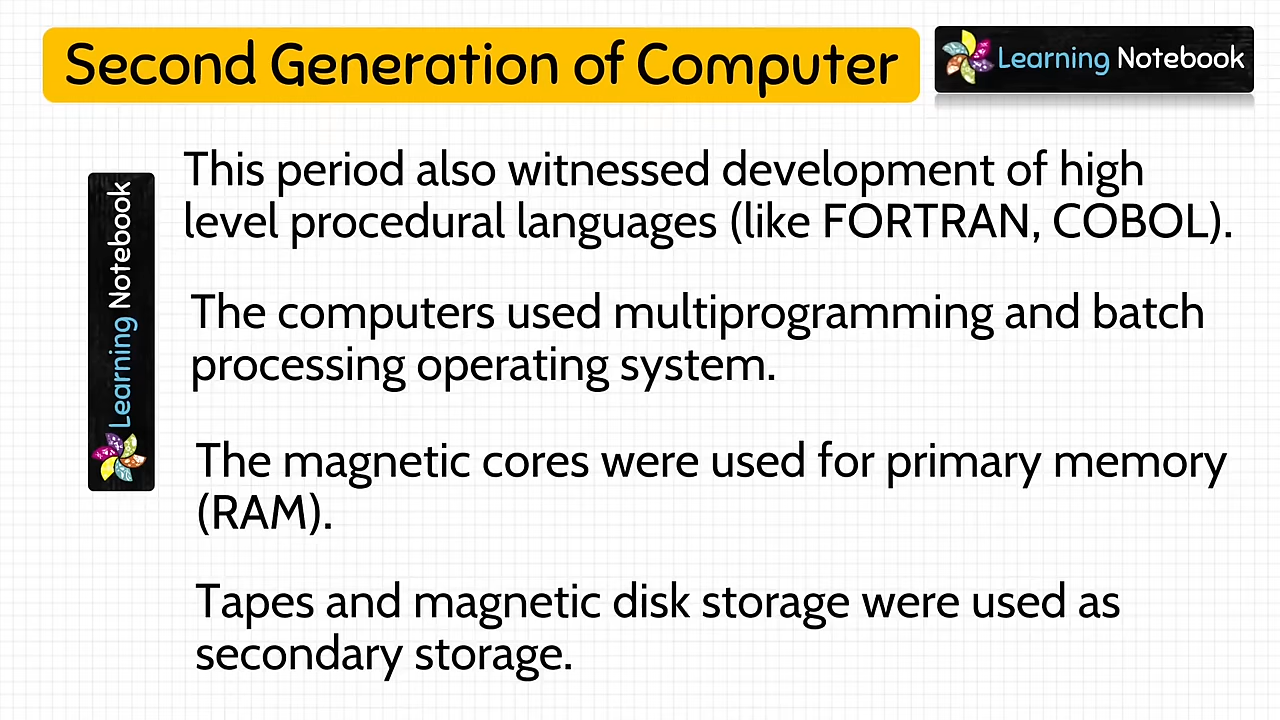 Second Generation of Computer
Learning Notebook
Learning Notebook
This period also witnessed development of high
level procedural languages (like FORTRAN, COBOL).
The computers used multiprogramming and batch
processing operating system.
The magnetic cores were used for primary memory
(RAM).
Tapes and magnetic disk storage were used as
secondary storage.